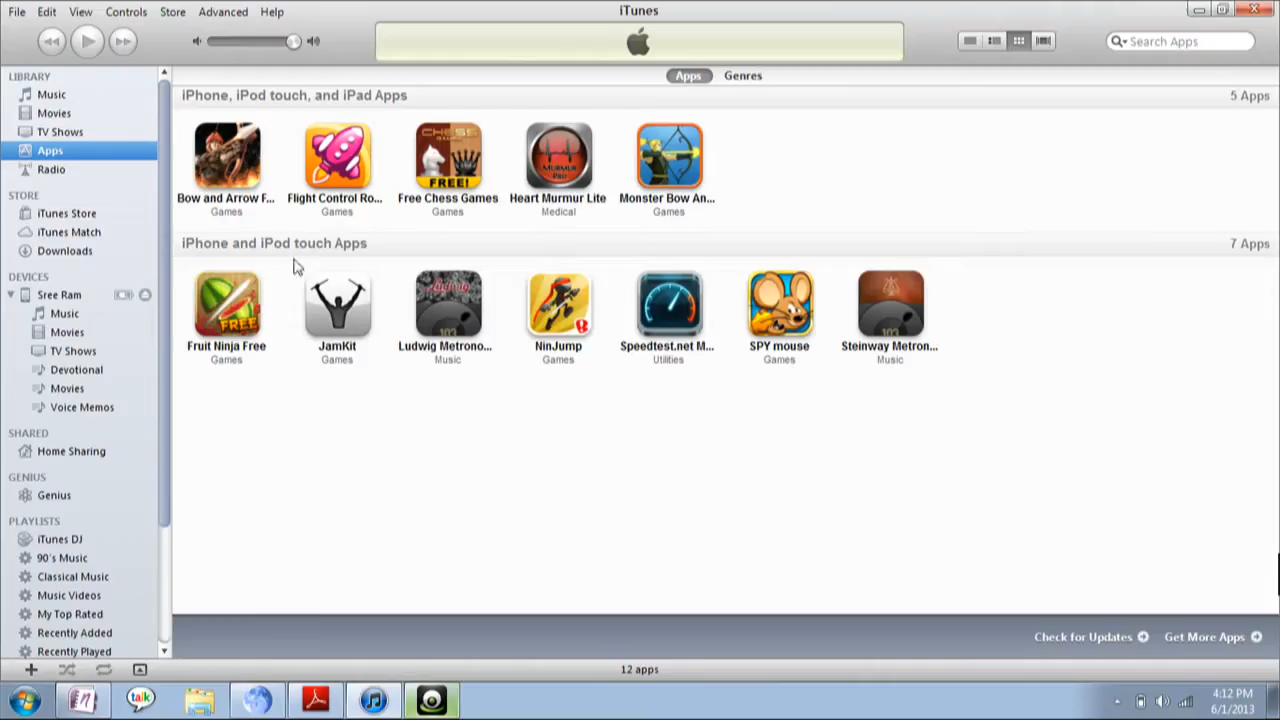 File Edit View Controls Store Advanced Help
iTunes
Search Apps
LIBRARY
Music
Movies
TV Shows
Apps
Radio
STORE
iTunes Store
iTunes Match
Downloads
DEVICES
Sree Ram
Music
Movies
TV Shows
Devotional
Movies
Voice Memos
SHARED
Home Sharing
GENIUS
Genius
PLAYLISTS
iTunes DJ
90's Music
Classical Music
Music Videos
My Top Rated
Recently Added
Recently Played
Apps Genres
iPhone, iPod touch, and iPad Apps 5 Apps
CHESS
FREE!
MURMUR
PRO
Bow and Arrow F... Flight Control Ro... Free Chess Games Heart Murmur Lite Monster Bow An...
Games Games Games Medical Games
iPhone and iPod touch Apps 7 Apps
FREE
Ludwig
103
103
Fruit Ninja Free JamKit Ludwig Metrono... NinJump Speedtest.net M... SPY mouse Steinway Metron...
Games Games Music Games Utilities Games Music
Check for Updates Get More Apps
12 apps
talk
4:12 PM
6/1/2013